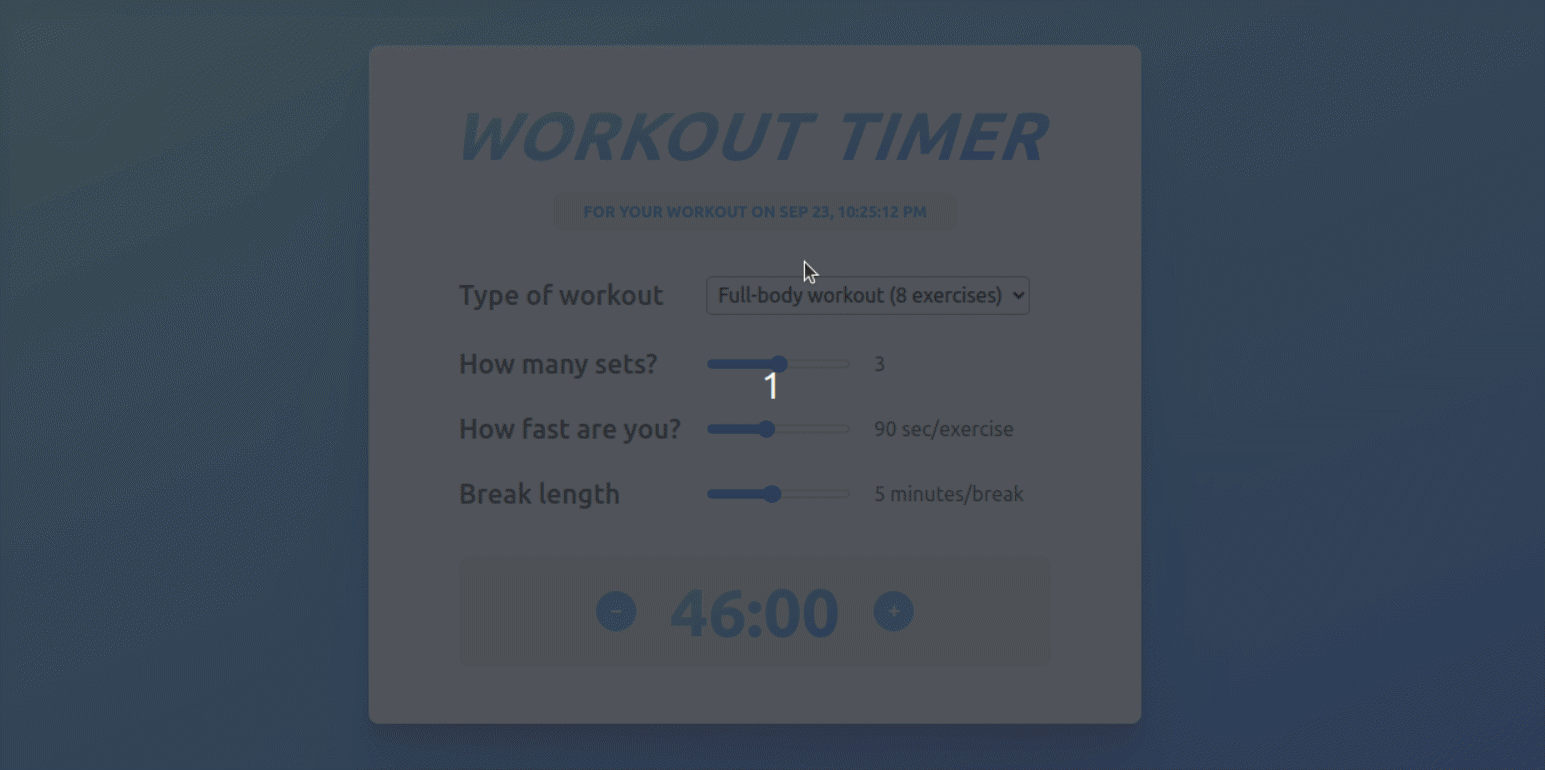 WORKOUT TIMER
FOR YOUR WORKOUT ON SEP 23, 10:25:12 PM
Type of workout Full-body workout (8 exercises)
How many sets? 3
1
How fast are you? 90 sec/exercise
Break length 5 minutes/break
− 46:00 +